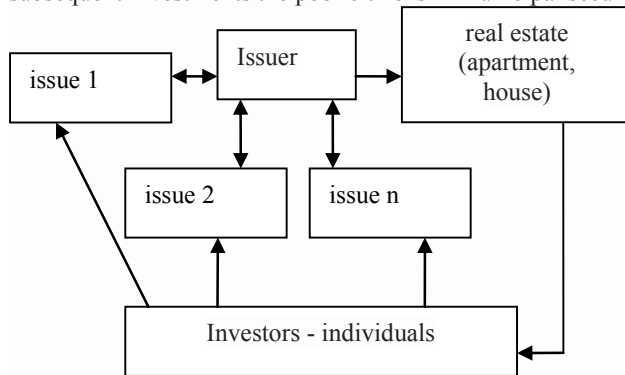 Issuer
real estate
(apartment,
house)
issue 1
issue 2
issue n
Investors - individuals